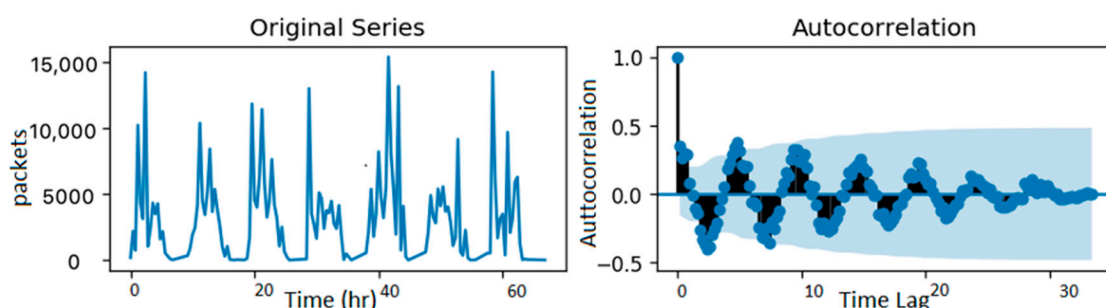 Original Series
15,000
10,000
5000
0
packets
0 20 40 60
Time (hr)
Autocorrelation
1.0
0.5
0.0
−0.5
Auttocorrelation
0 10 20 30
Time Lag